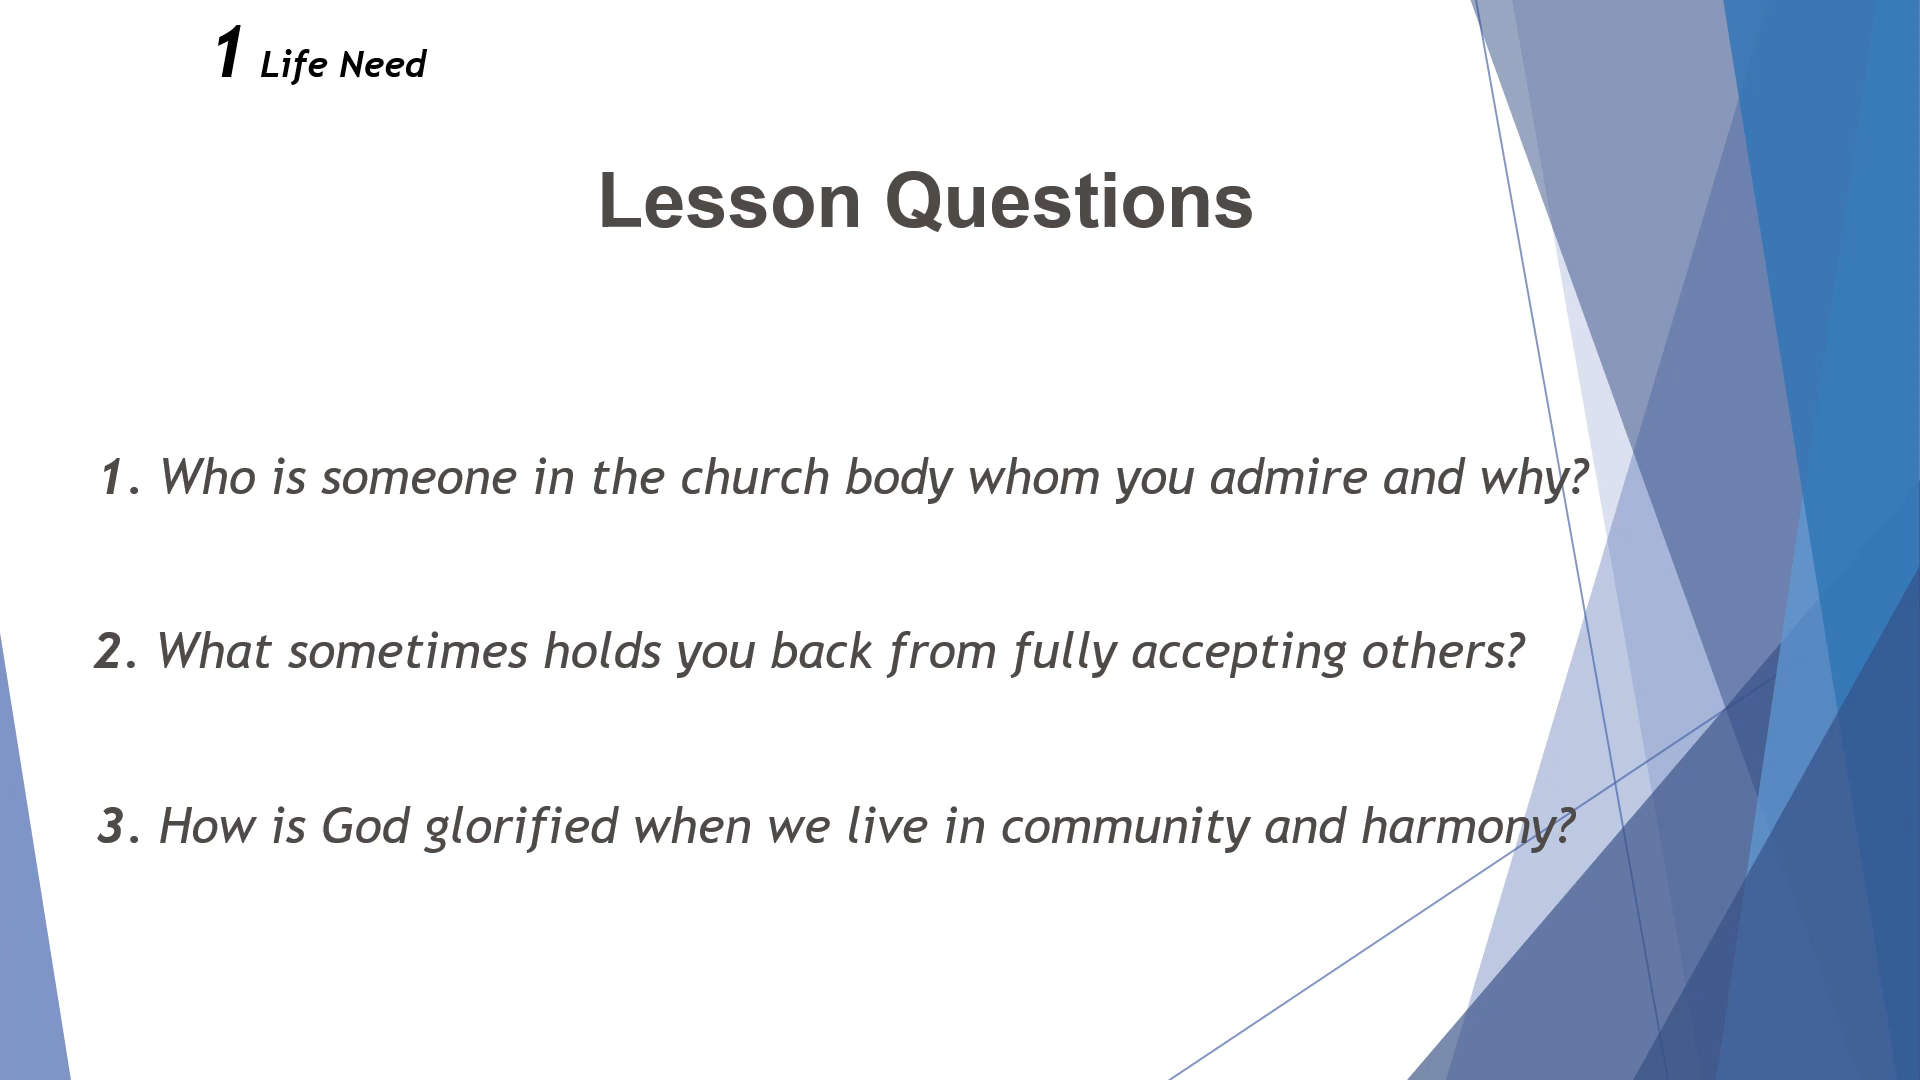 1 Life Need
Lesson Questions
1. Who is someone in the church body whom you admire and why?
2. What sometimes holds you back from fully accepting others?
3. How is God glorified when we live in community and harmony?